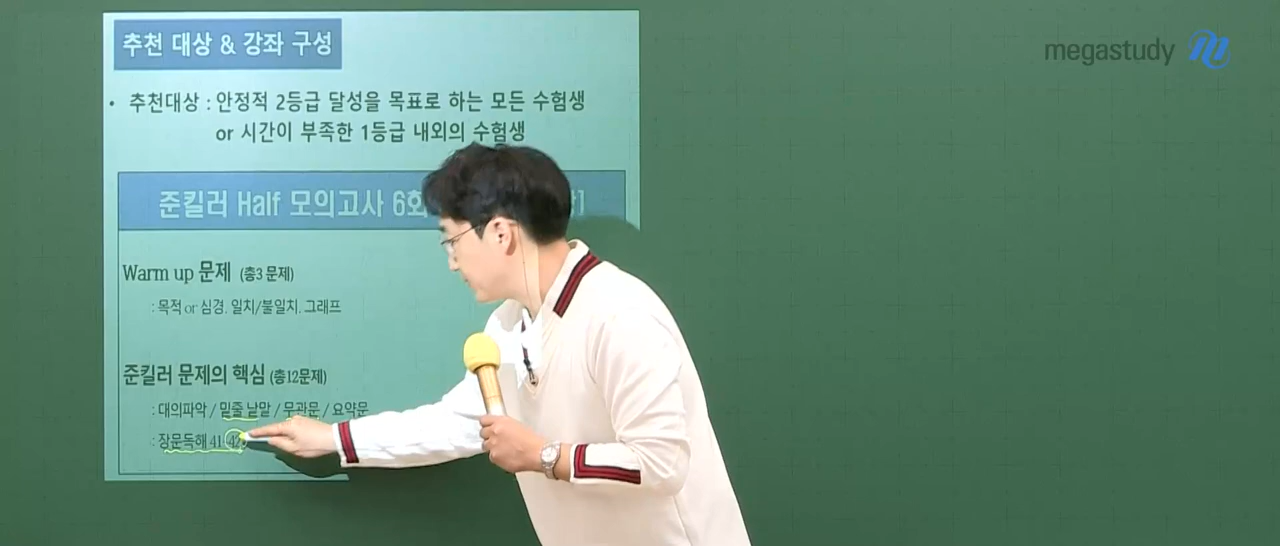 추천 대상 & 강좌 구성
megastudy
• 추천대상 : 안정적 2등급 달성을 목표로 하는 모든 수험생
or 시간이 부족한 1등급 내외의 수험생
준킬러 Half 모의고사 6회
Warm up 문제 (총3 문제)
: 목적 or 심경, 일치/불일치, 그래프
준킬러 문제의 핵심 (총12문제)
: 대의파악 / 밑줄 낱말 / 무관문 / 요약문
: 장문독해 41 42